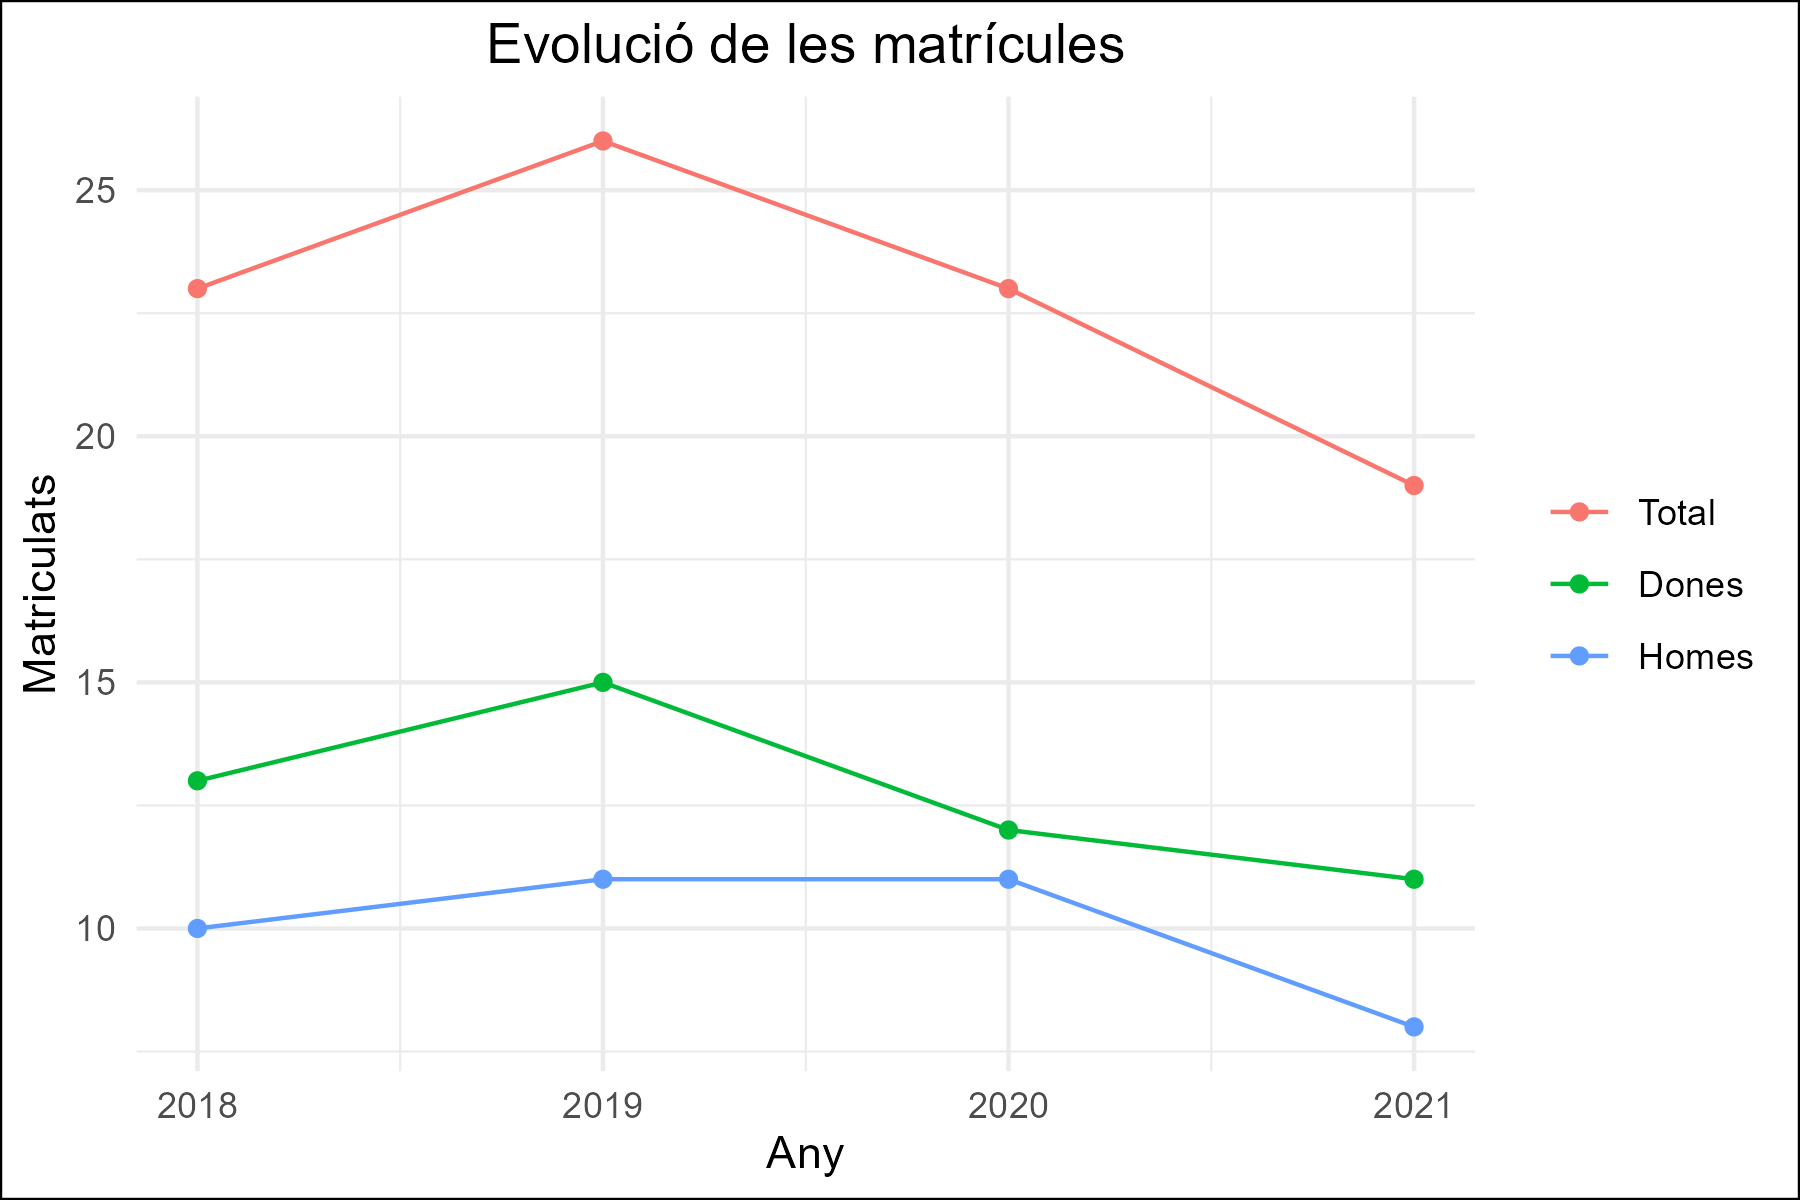 Evolució de les matrícules
Matriculats
25
20
15
10
2018
2019
2020
2021
Any
Total
Dones
Homes